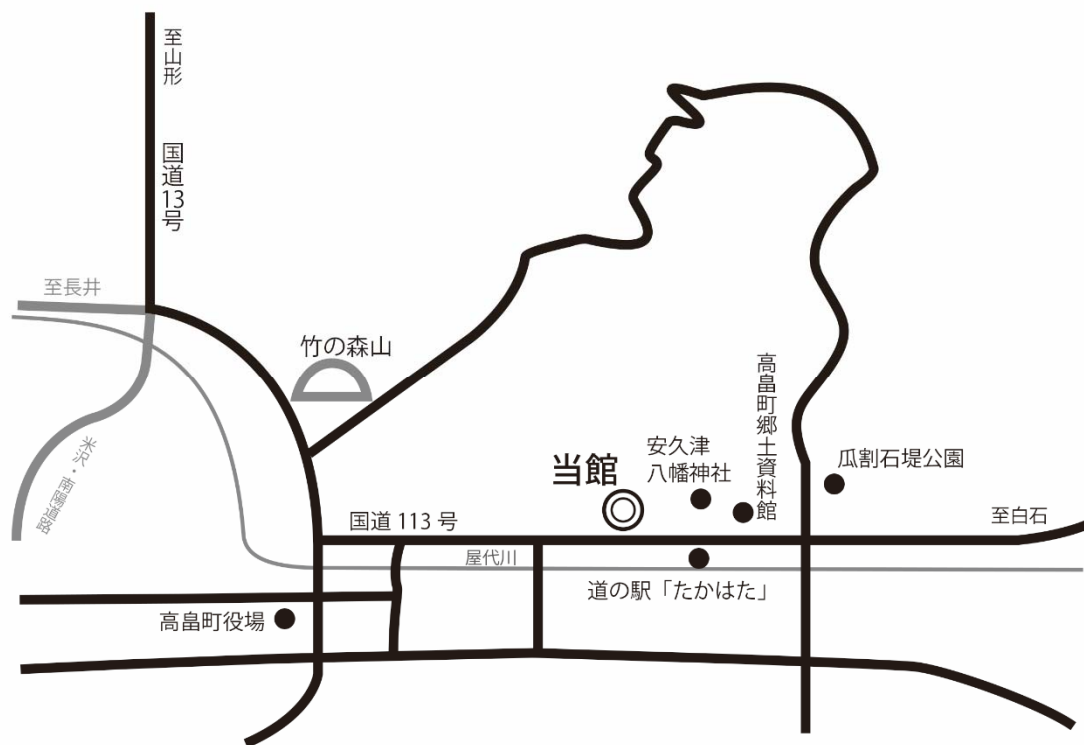 至山形
国道13号
至長井
竹の森山
米沢・南陽道路
高畠町郷土資料館
安久津
八幡神社
瓜割石堤公園
当館
国道 113 号
至白石
屋代川
道の駅「たかはた」
高畠町役場